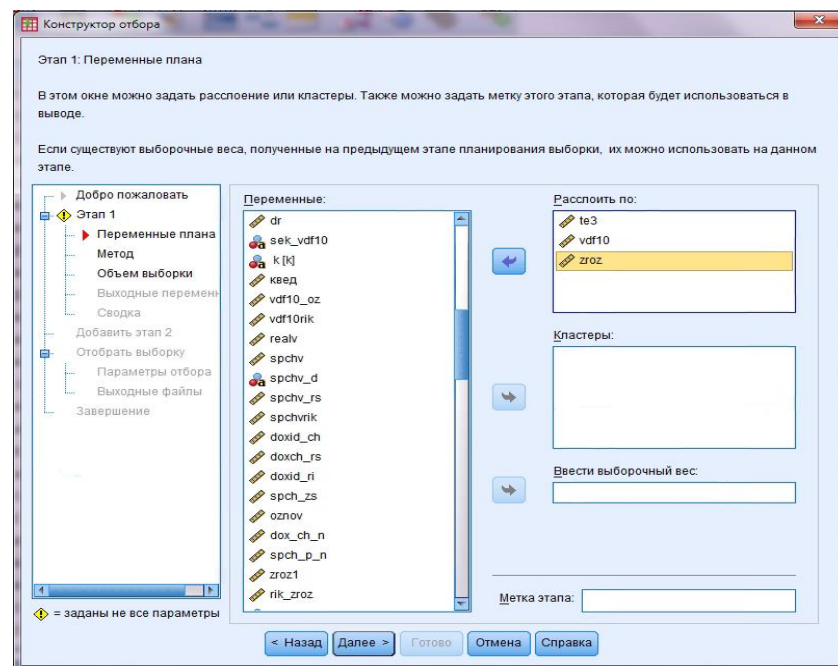 Конструктор отбора
Этап 1: Переменные плана
В этом окне можно задать расслоение или кластеры. Также можно задать метку этого этапа, которая будет использоваться в
выводе.
Если существуют выборочные веса, полученные на предыдущем этапе планирования выборки, их можно использовать на данном
этапе.
Добро пожаловать
Этап 1
Переменные плана
Метод
Объем выборки
Выходные перемен
Сводка
Добавить этап 2
Отобрать выборку
Параметры отбора
Выходные файлы
Завершение
= заданы не все параметры
Переменные:
dr
sek_vdf10
k [k]
квед
vdf10_oz
vdf10rik
realv
spchv
spchv_d
spchv_rs
spchvrik
doxid_ch
doxch_rs
doxid_ri
spch_zs
oznov
dox_ch_n
spch_p_n
zroz1
rik_zroz
Расслоить по:
te3
vdf10
zroz
Кластеры:
Ввести выборочный вес:
Метка этапа:
< Назад
Далее >
Готово
Отмена
Справка